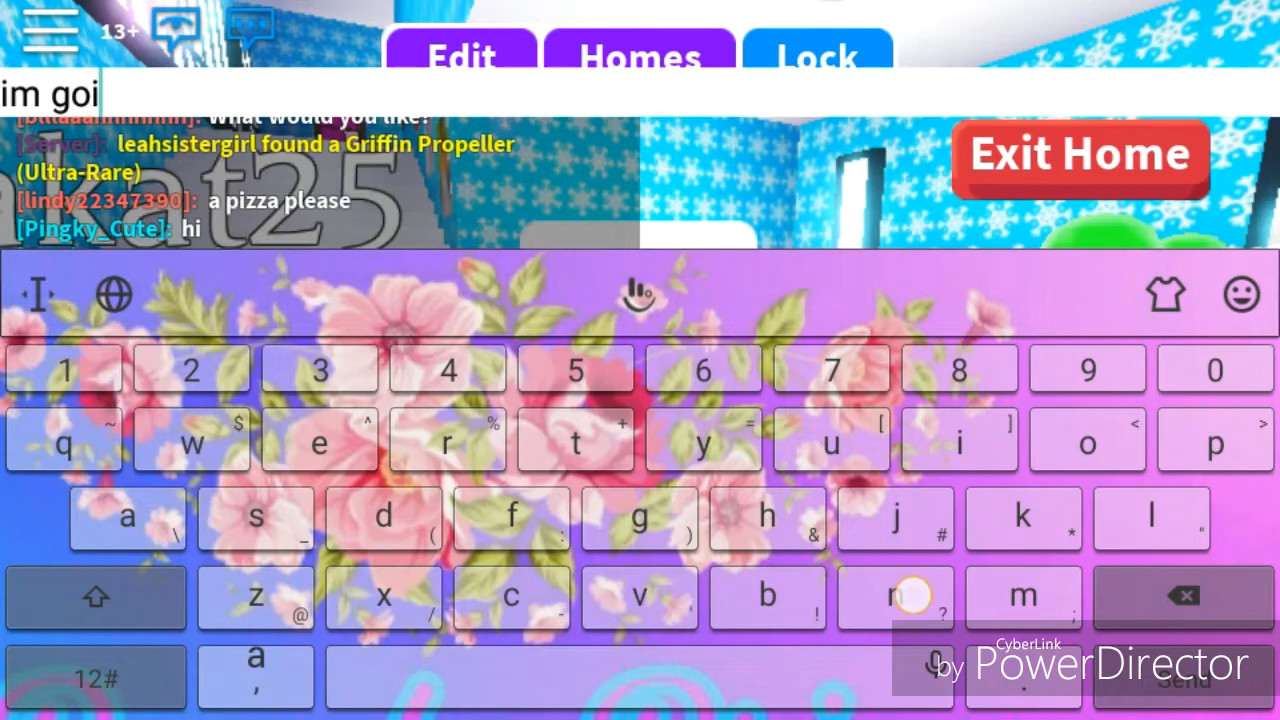 13+
Edit Homes Lock
im goi
What would you like?
[Server]: leahsistergirl found a Griffin Propeller
(Ultra-Rare)
[lindy22347390]: a pizza please
[Pingky_Cute]: hi
akat25
Exit Home
1 2 3 4 5 6 7 8 9 0
q ~ w $ e ^ r % t + y = u [ i ] o < p >
a \ s _ d ( f : g ) h & j # k * l "
z @ x / c - v ' b ! n ? m ;
12# a , . Send
CyberLink
by PowerDirector